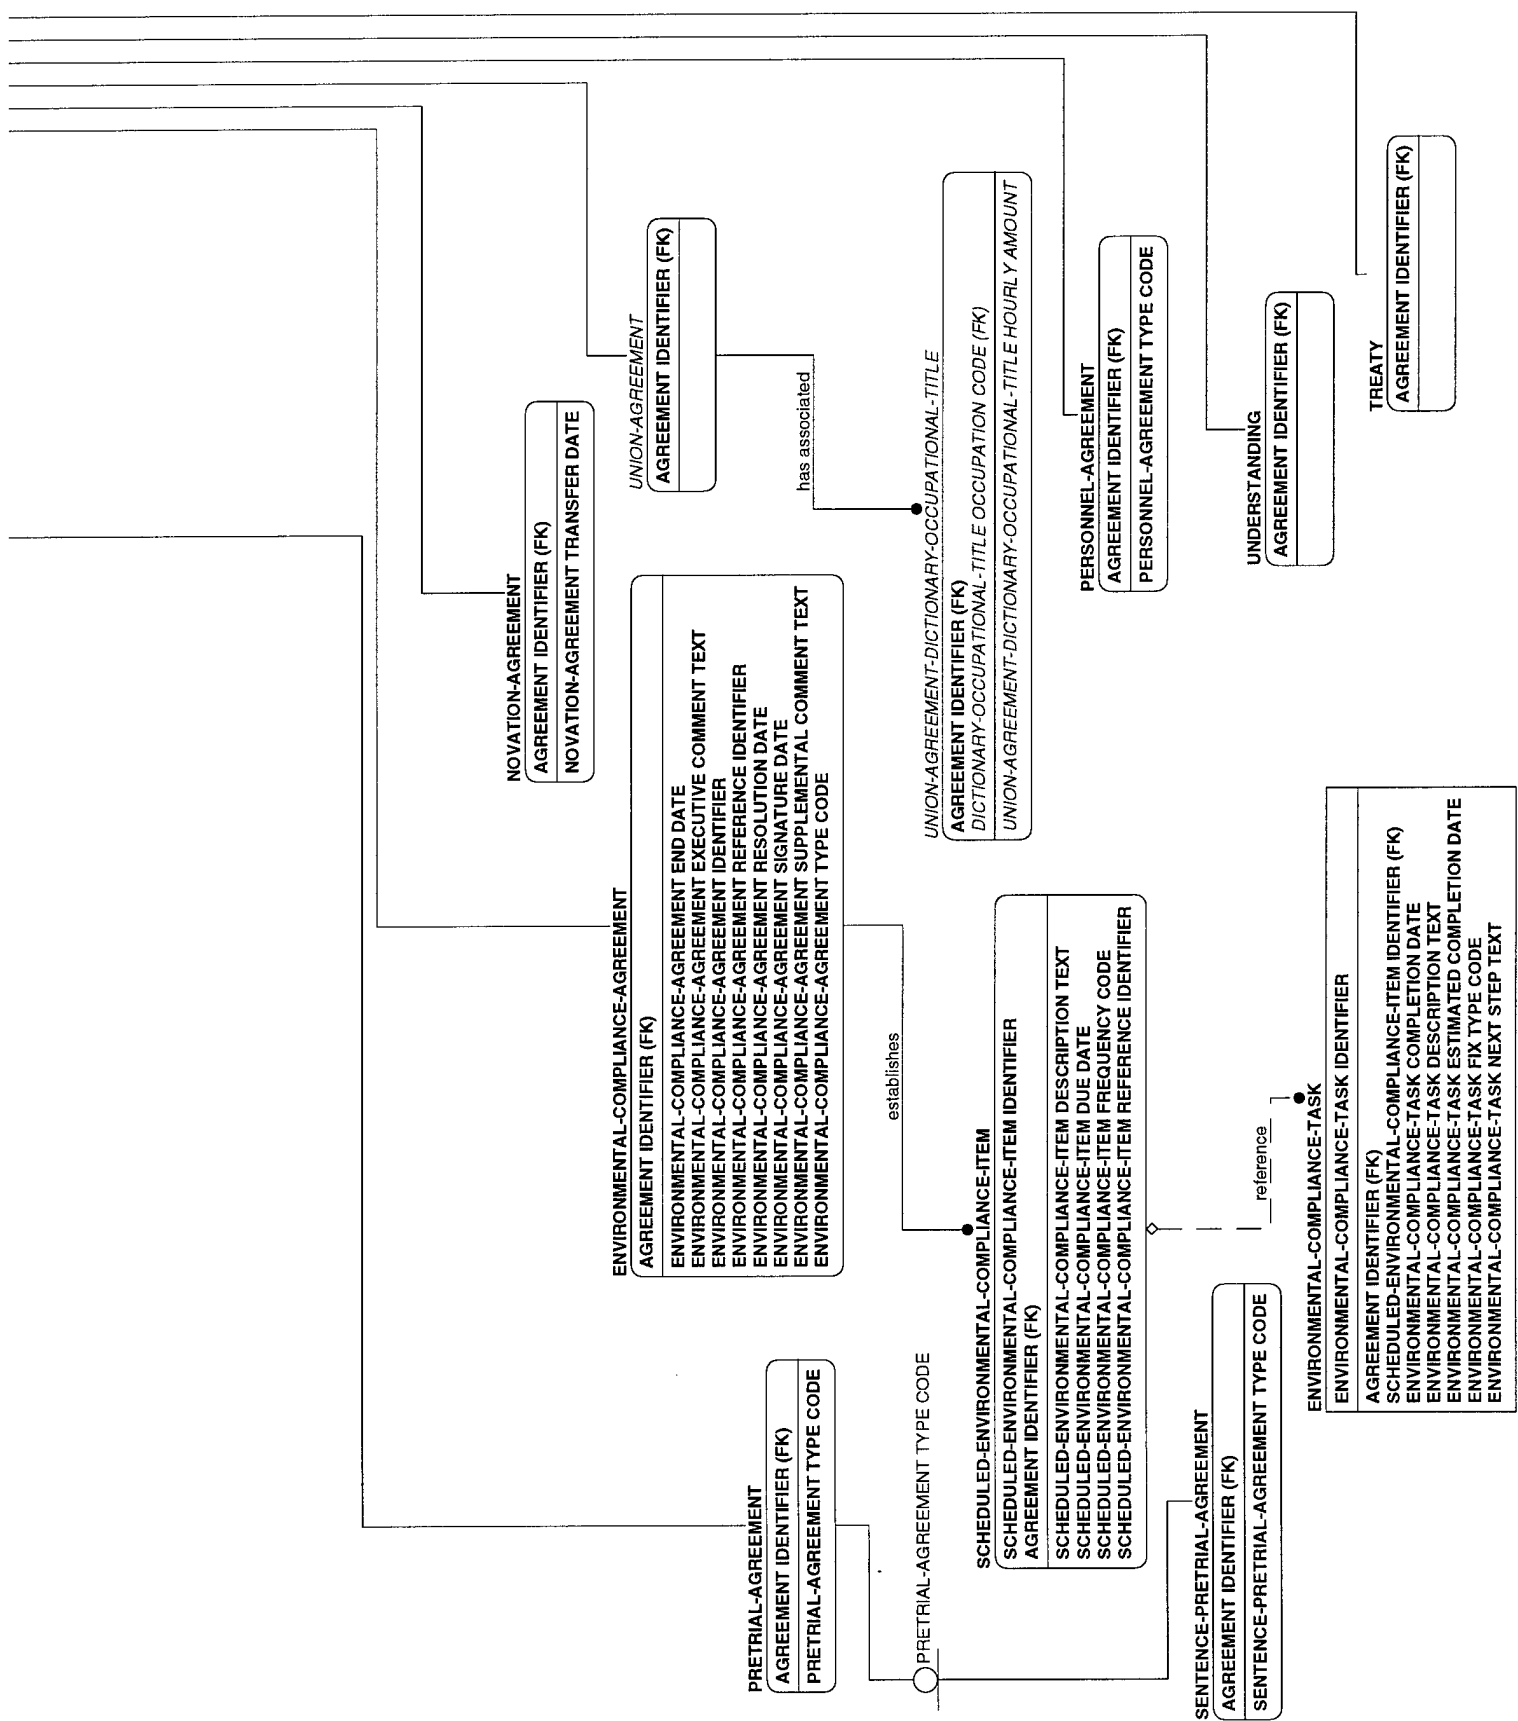 PRETRIAL-AGREEMENT
AGREEMENT IDENTIFIER (FK)
PRETRIAL-AGREEMENT TYPE CODE
PRETRIAL-AGREEMENT TYPE CODE
SENTENCE-PRETRIAL-AGREEMENT
AGREEMENT IDENTIFIER (FK)
SENTENCE-PRETRIAL-AGREEMENT TYPE CODE
ENVIRONMENTAL-COMPLIANCE-AGREEMENT
AGREEMENT IDENTIFIER (FK)
ENVIRONMENTAL-COMPLIANCE-AGREEMENT END DATE
ENVIRONMENTAL-COMPLIANCE-AGREEMENT EXECUTIVE COMMENT TEXT
ENVIRONMENTAL-COMPLIANCE-AGREEMENT IDENTIFIER
ENVIRONMENTAL-COMPLIANCE-AGREEMENT REFERENCE IDENTIFIER
ENVIRONMENTAL-COMPLIANCE-AGREEMENT RESOLUTION DATE
ENVIRONMENTAL-COMPLIANCE-AGREEMENT SIGNATURE DATE
ENVIRONMENTAL-COMPLIANCE-AGREEMENT SUPPLEMENTAL COMMENT TEXT
ENVIRONMENTAL-COMPLIANCE-AGREEMENT TYPE CODE
establishes
SCHEDULED-ENVIRONMENTAL-COMPLIANCE-ITEM
SCHEDULED-ENVIRONMENTAL-COMPLIANCE-ITEM IDENTIFIER
AGREEMENT IDENTIFIER (FK)
SCHEDULED-ENVIRONMENTAL-COMPLIANCE-ITEM DESCRIPTION TEXT
SCHEDULED-ENVIRONMENTAL-COMPLIANCE-ITEM DUE DATE
SCHEDULED-ENVIRONMENTAL-COMPLIANCE-ITEM FREQUENCY CODE
SCHEDULED-ENVIRONMENTAL-COMPLIANCE-ITEM REFERENCE IDENTIFIER
reference
ENVIRONMENTAL-COMPLIANCE-TASK
ENVIRONMENTAL-COMPLIANCE-TASK IDENTIFIER
AGREEMENT IDENTIFIER (FK)
SCHEDULED-ENVIRONMENTAL-COMPLIANCE-ITEM IDENTIFIER (FK)
ENVIRONMENTAL-COMPLIANCE-TASK COMPLETION DATE
ENVIRONMENTAL-COMPLIANCE-TASK DESCRIPTION TEXT
ENVIRONMENTAL-COMPLIANCE-TASK ESTIMATED COMPLETION DATE
ENVIRONMENTAL-COMPLIANCE-TASK FIX TYPE CODE
ENVIRONMENTAL-COMPLIANCE-TASK NEXT STEP TEXT
NOVATION-AGREEMENT
AGREEMENT IDENTIFIER (FK)
NOVATION-AGREEMENT TRANSFER DATE
UNION-AGREEMENT
AGREEMENT IDENTIFIER (FK)
has associated
UNION-AGREEMENT-DICTIONARY-OCCUPATIONAL-TITLE
AGREEMENT IDENTIFIER (FK)
DICTIONARY-OCCUPATIONAL-TITLE OCCUPATION CODE (FK)
UNION-AGREEMENT-DICTIONARY-OCCUPATIONAL-TITLE HOURLY AMOUNT
PERSONNEL-AGREEMENT
AGREEMENT IDENTIFIER (FK)
PERSONNEL-AGREEMENT TYPE CODE
UNDERSTANDING
AGREEMENT IDENTIFIER (FK)
TREATY
AGREEMENT IDENTIFIER (FK)